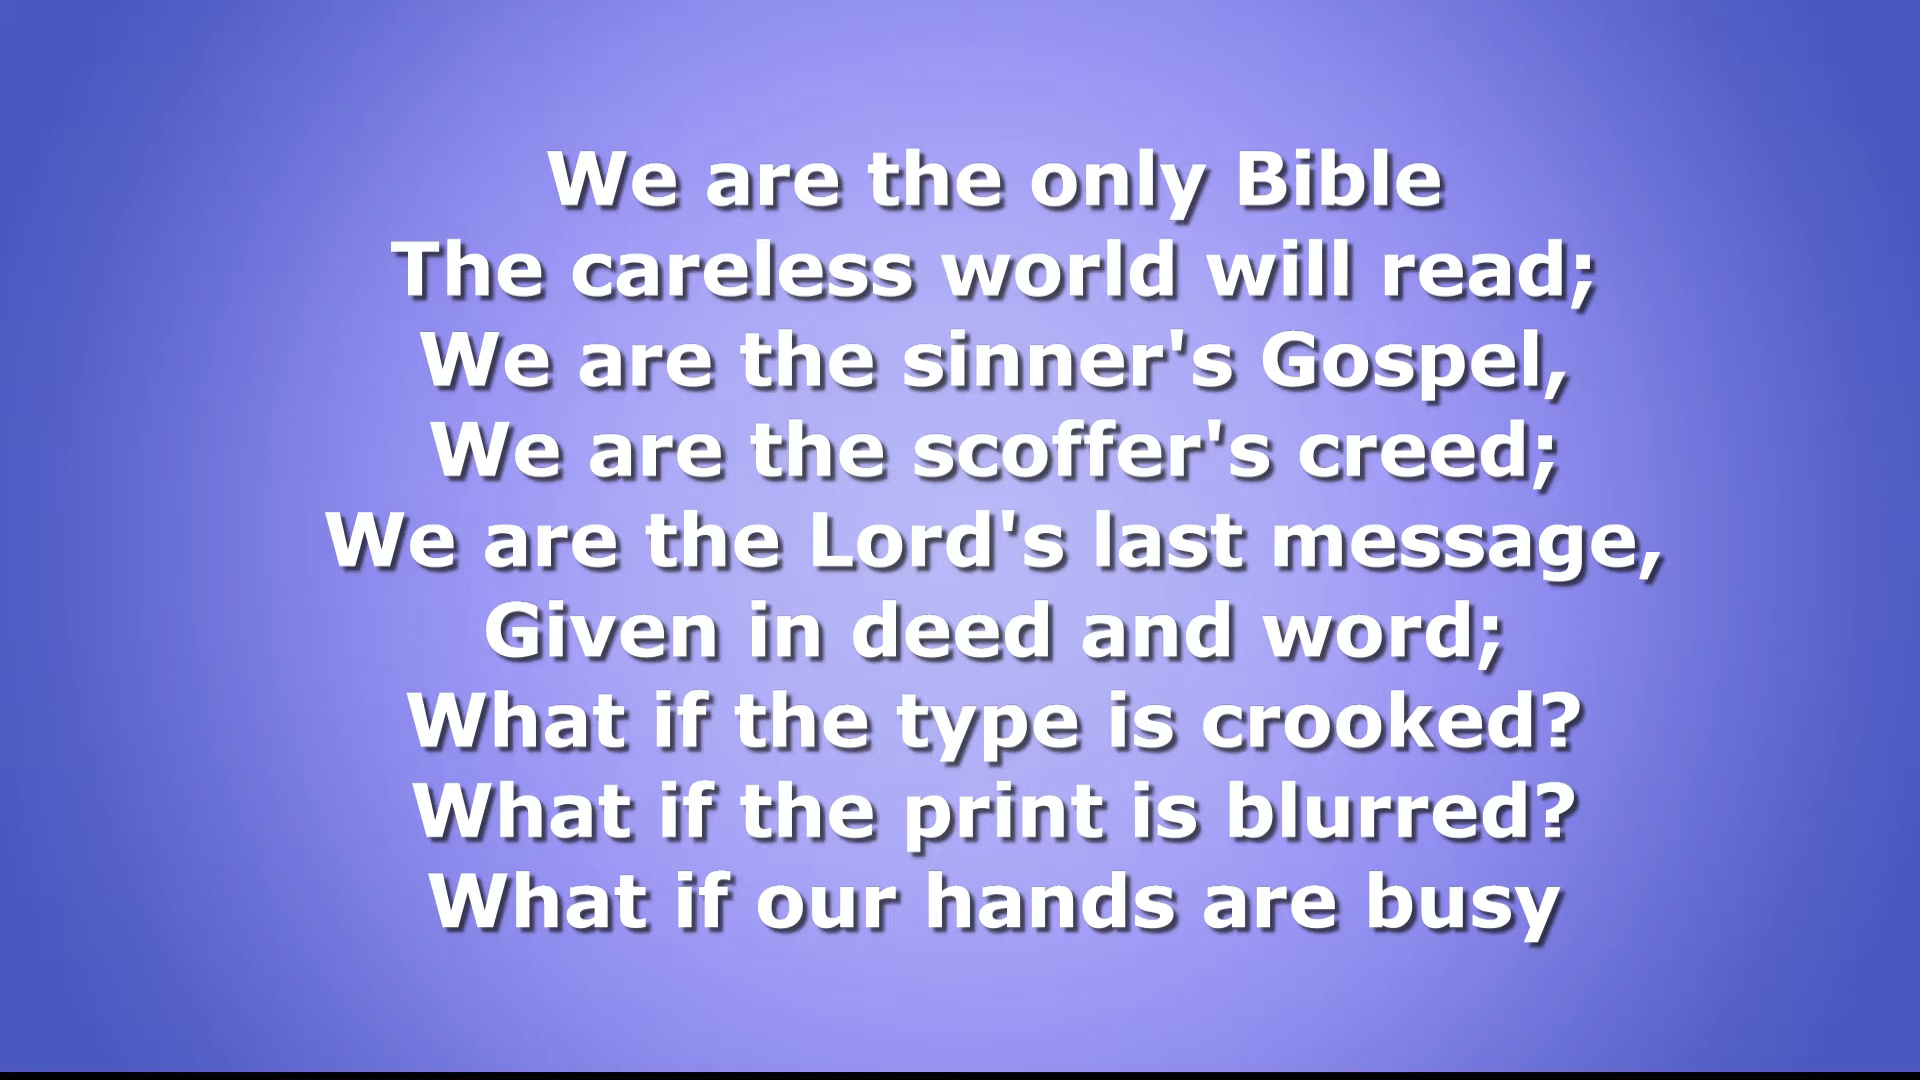 We are the only Bible
The careless world will read;
We are the sinner's Gospel,
We are the scoffer's creed;
We are the Lord's last message,
Given in deed and word;
What if the type is crooked?
What if the print is blurred?
What if our hands are busy